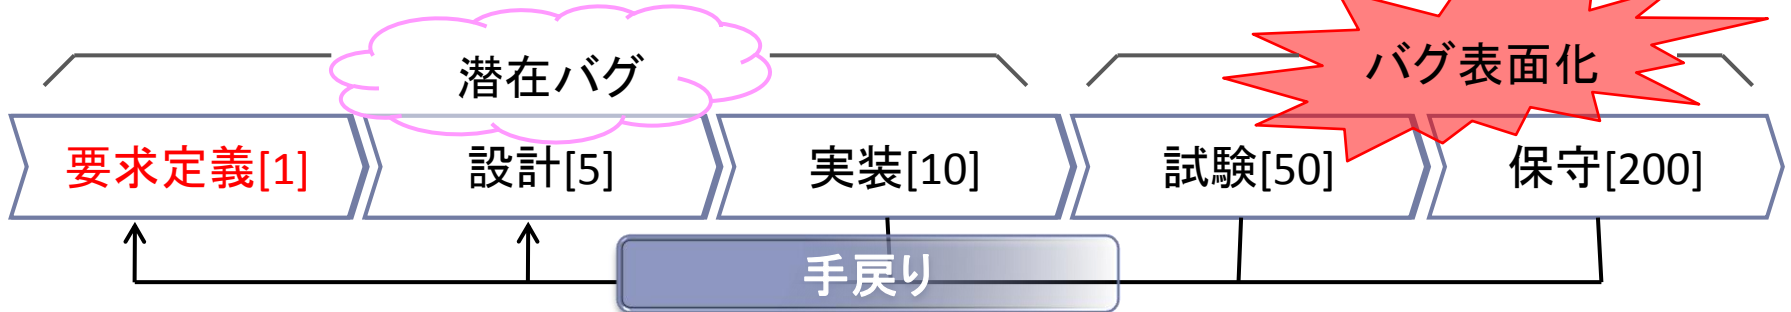 潜在バグ
バグ表面化
要求定義[1]
設計[5]
実装[10]
試験[50]
保守[200]
手戻り